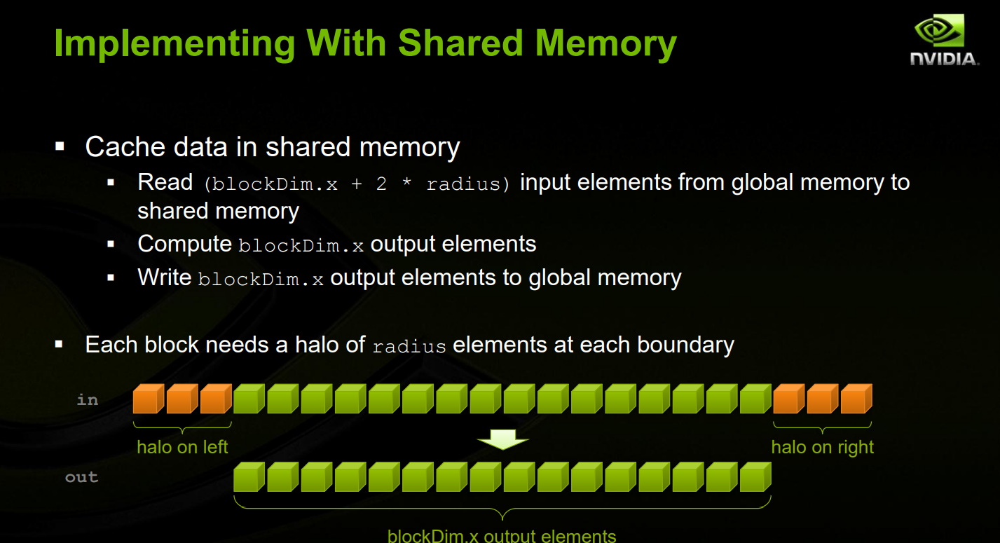 Implementing With Shared Memory
NVIDIA.
▪ Cache data in shared memory
▪ Read (blockDim.x + 2 * radius) input elements from global memory to
shared memory
▪ Compute blockDim.x output elements
▪ Write blockDim.x output elements to global memory
▪ Each block needs a halo of radius elements at each boundary
in
halo on left
halo on right
out
blockDim.x output elements